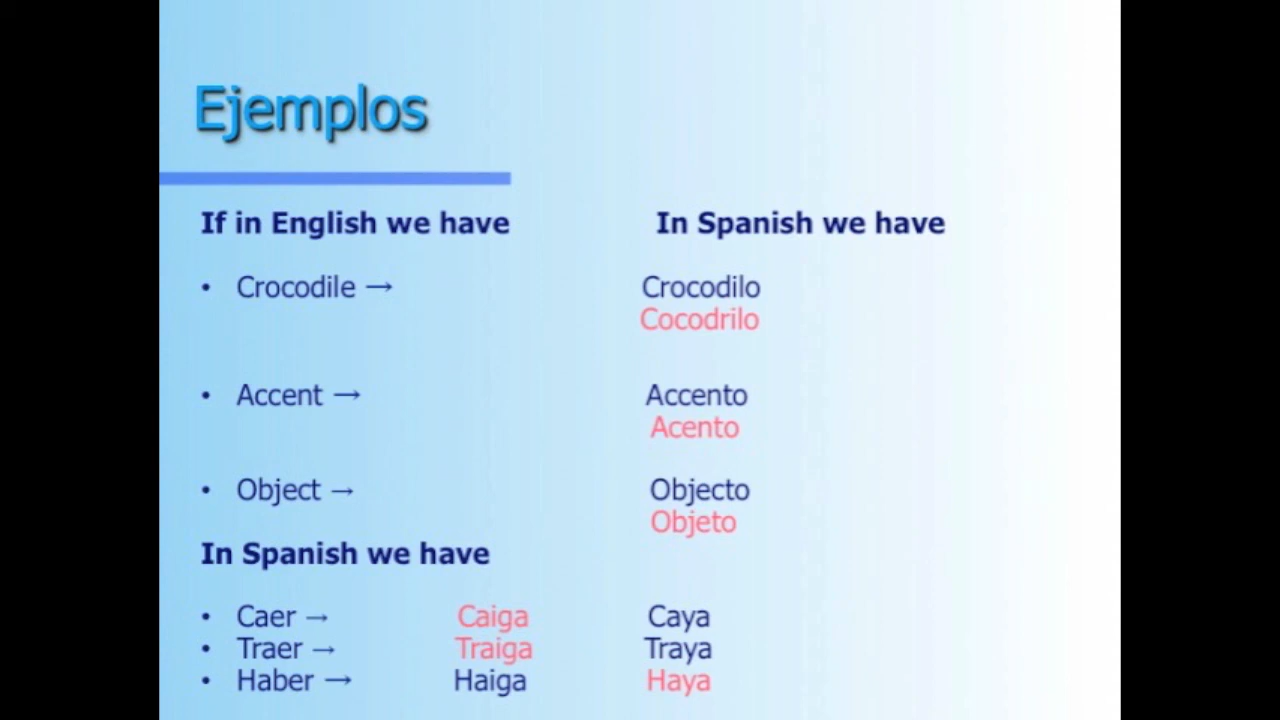 Ejemplos
If in English we have In Spanish we have
• Crocodile → Crocodilo
Cocodrilo
• Accent → Accento
Acento
• Object → Objecto
Objeto
In Spanish we have
• Caer → Caiga Caya
• Traer → Traiga Traya
• Haber → Haiga Haya